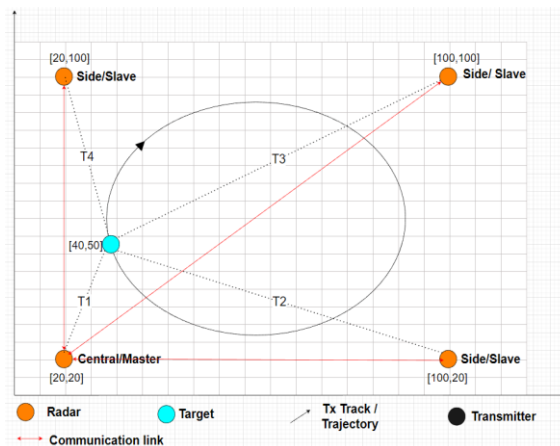 [20,100]
Side/Slave
[100,100]
Side/ Slave
T4
T3
[40,50]
T1
T2
Central/Master
[20,20]
Side/Slave
[100,20]
Radar
Target
Tx Track /
Trajectory
Transmitter
Communication link